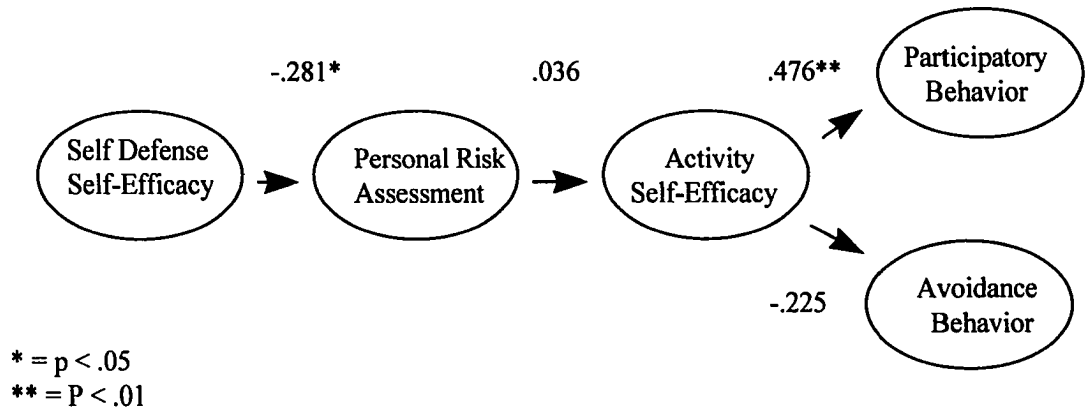 -.281*
.036
.476**
Participatory
Behavior
Self Defense
Self-Efficacy
Personal Risk
Assessment
Activity
Self-Efficacy
-.225
Avoidance
Behavior
* = p < .05
** = P < .01